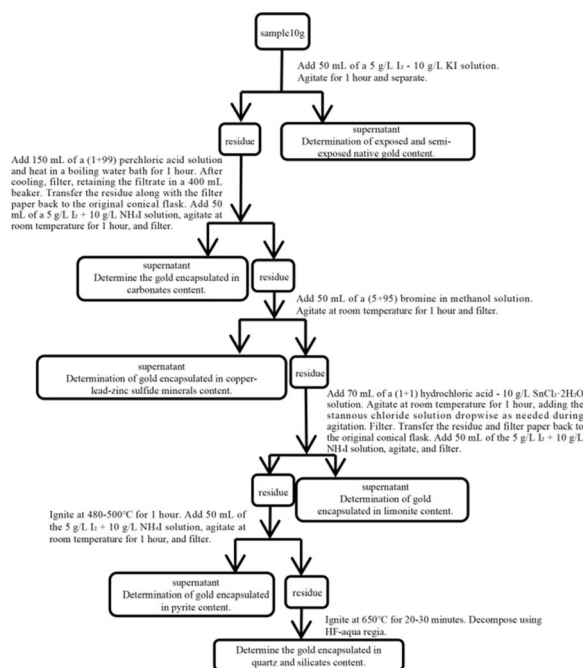 sample10g
Add 50 mL of a 5 g/L I₂ - 10 g/L KI solution.
Agitate for 1 hour and separate.
residue
supernatant
Determination of exposed and semi-
exposed native gold content.
Add 150 mL of a (1+99) perchloric acid solution
and heat in a boiling water bath for 1 hour. After
cooling, filter, retaining the filtrate in a 400 mL
beaker. Transfer the residue along with the filter
paper back to the original conical flask. Add 50
mL of a 5 g/L I₂ + 10 g/L NH₄I solution, agitate at
room temperature for 1 hour, and filter.
supernatant
Determine the gold encapsulated in
carbonates content.
residue
Add 50 mL of a (5+95) bromine in methanol solution.
Agitate at room temperature for 1 hour and filter.
supernatant
Determination of gold encapsulated in copper-
lead-zinc sulfide minerals content.
residue
Add 70 mL of a (1+1) hydrochloric acid - 10 g/L SnCl₂·2H₂O
solution. Agitate at room temperature for 1 hour, adding the
stannous chloride solution dropwise as needed during
agitation. Filter. Transfer the residue and filter paper back to
the original conical flask. Add 50 mL of the 5 g/L I₂ + 10 g/L
NH₄I solution, agitate, and filter.
residue
supernatant
Determination of gold
encapsulated in limonite content.
Ignite at 480-500°C for 1 hour. Add 50 mL of
the 5 g/L I₂ + 10 g/L NH₄I solution, agitate at
room temperature for 1 hour, and filter.
supernatant
Determination of gold encapsulated
in pyrite content.
residue
Ignite at 650°C for 20-30 minutes. Decompose using
HF-aqua regia.
Determine the gold encapsulated in
quartz and silicates content.